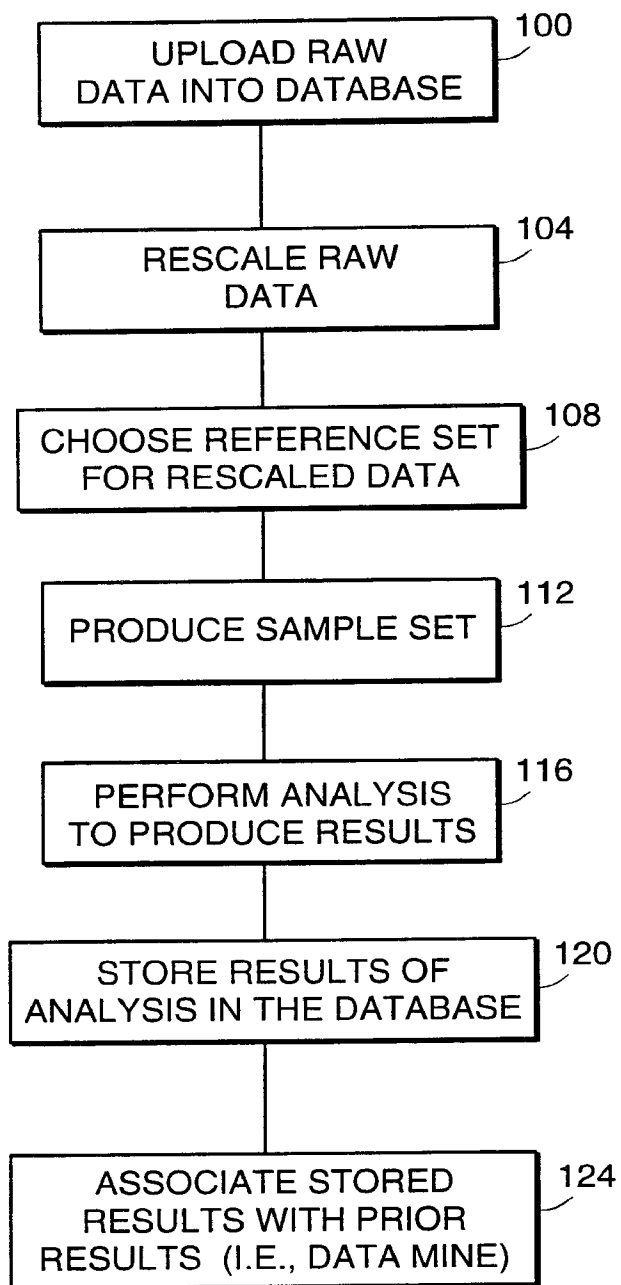 UPLOAD RAW
DATA INTO DATABASE
100
RESCALE RAW
DATA
104
CHOOSE REFERENCE SET
FOR RESCALED DATA
108
PRODUCE SAMPLE SET
112
PERFORM ANALYSIS
TO PRODUCE RESULTS
116
STORE RESULTS OF
ANALYSIS IN THE DATABASE
120
ASSOCIATE STORED
RESULTS WITH PRIOR
RESULTS (I.E., DATA MINE)
124